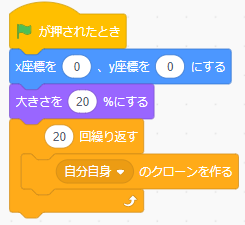 が押されたとき
x座標を 0 、y座標を 0 にする
大きさを 20 %にする
20 回繰り返す
自分自身 のクローンを作る